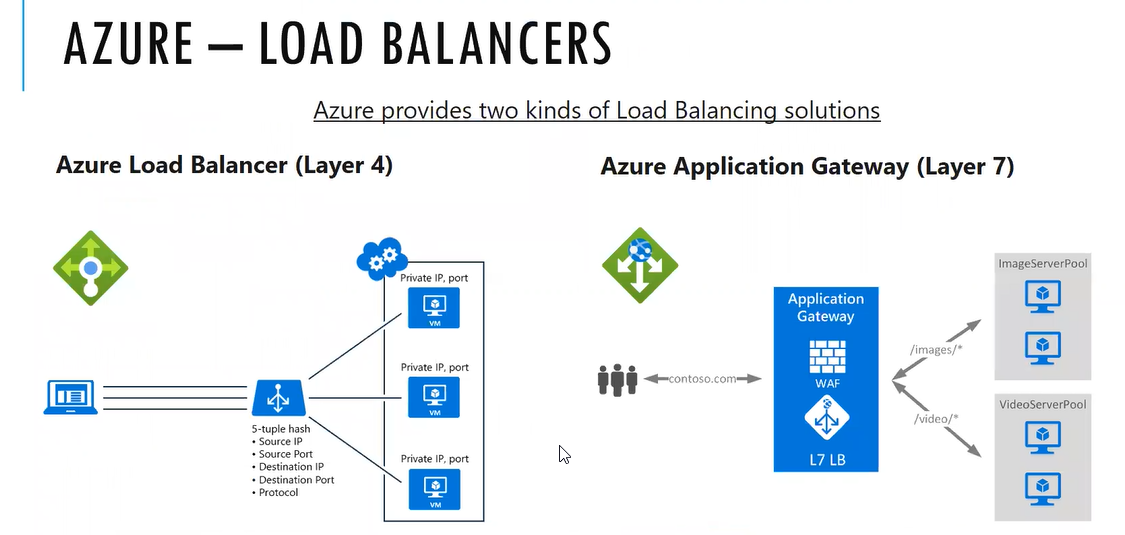 AZURE – LOAD BALANCERS
Azure provides two kinds of Load Balancing solutions
Azure Load Balancer (Layer 4)
Private IP, port
VM
Private IP, port
VM
Private IP, port
VM
5-tuple hash
• Source IP
• Source Port
• Destination IP
• Destination Port
• Protocol
Azure Application Gateway (Layer 7)
contoso.com
Application
Gateway
WAF
L7 LB
/images/*
/video/*
ImageServerPool
VideoServerPool